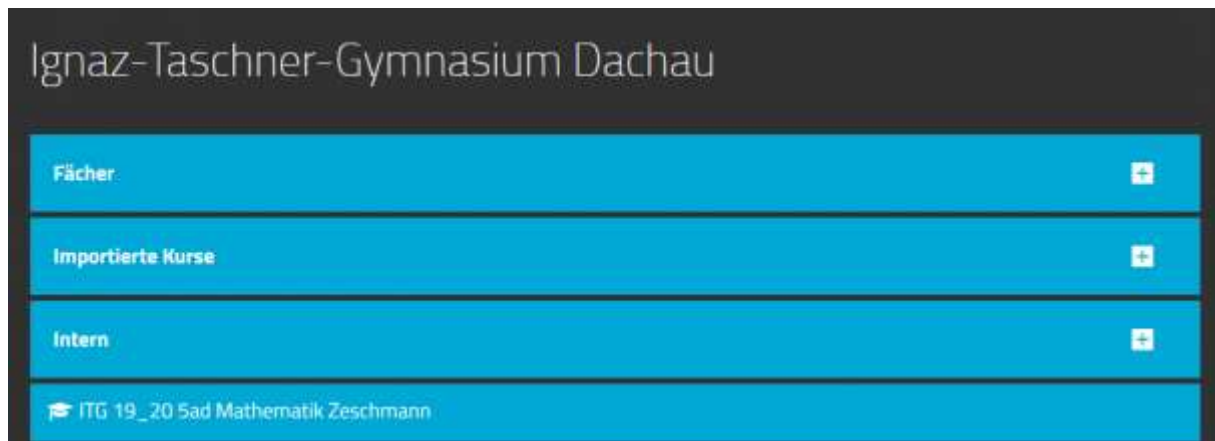 Ignaz-Taschner-Gymnasium Dachau
Fächer
Importierte Kurse
Intern
ITG 19_20 5ad Mathematik Zeschmann